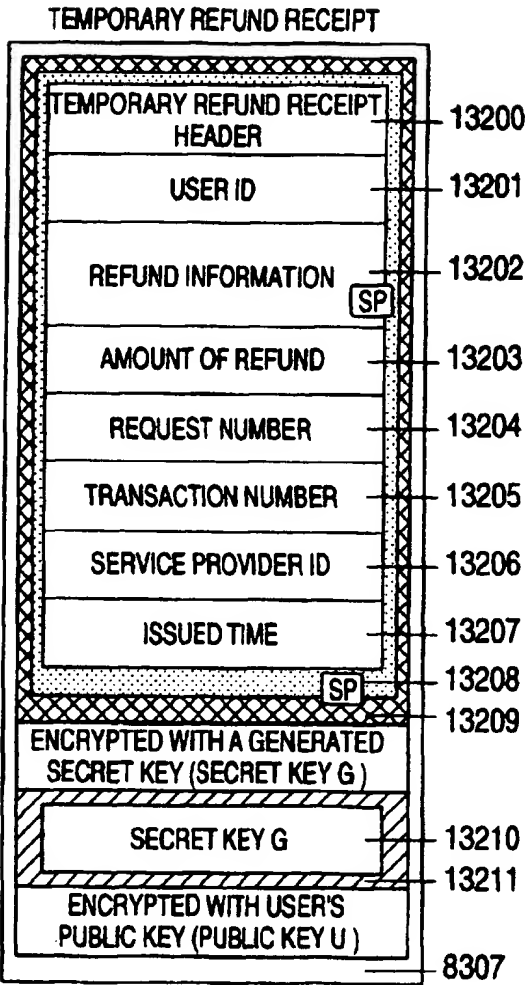 TEMPORARY REFUND RECEIPT
TEMPORARY REFUND RECEIPT
HEADER
13200
USER ID
13201
REFUND INFORMATION
13202
SP
AMOUNT OF REFUND
13203
REQUEST NUMBER
13204
TRANSACTION NUMBER
13205
SERVICE PROVIDER ID
13206
ISSUED TIME
13207
SP
13208
13209
ENCRYPTED WITH A GENERATED
SECRET KEY (SECRET KEY G)
SECRET KEY G
13210
13211
ENCRYPTED WITH USER'S
PUBLIC KEY (PUBLIC KEY U)
8307